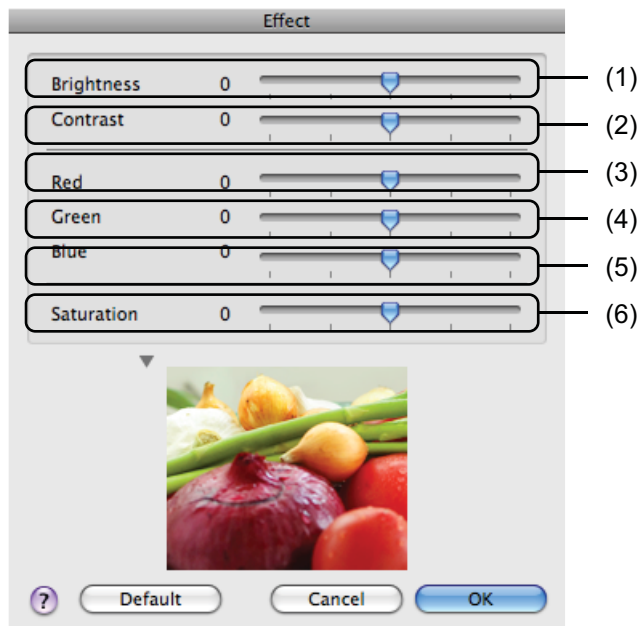 Effect
Brightness 0 (1)
Contrast 0 (2)
Red 0 (3)
Green 0 (4)
Blue 0 (5)
Saturation 0 (6)
? Default Cancel OK